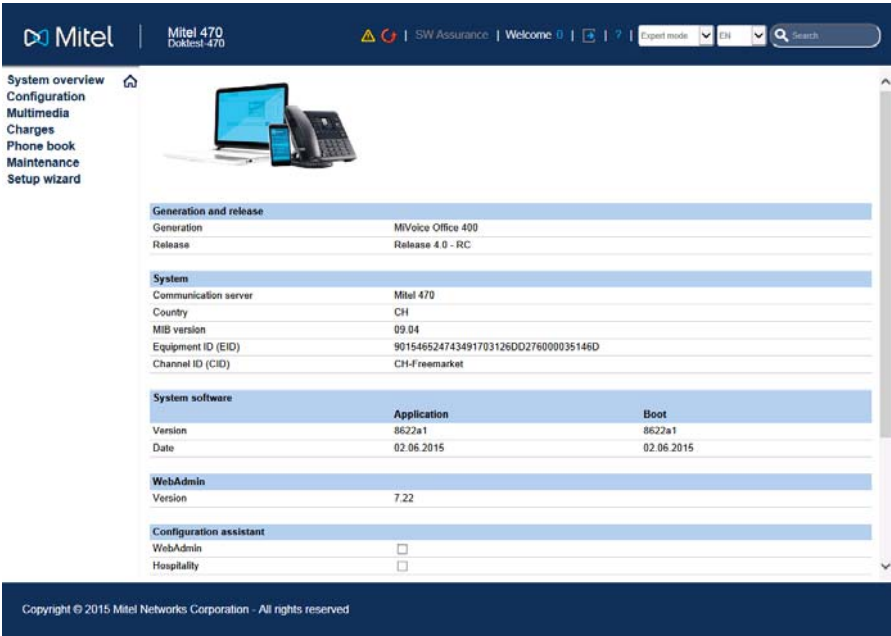 Mitel
Mitel 470
Doktest-470
SW Assurance | Welcome 0 | | ? | Expert mode EN Search
System overview
Configuration
Multimedia
Charges
Phone book
Maintenance
Setup wizard
Generation and release
Generation MiVoice Office 400
Release Release 4.0 - RC
System
Communication server Mitel 470
Country CH
MIB version 09.04
Equipment ID (EID) 901546524743491703126DD276000035146D
Channel ID (CID) CH-Freemarket
System software
Application Boot
Version 8622a1 8622a1
Date 02.06.2015 02.06.2015
WebAdmin
Version 7.22
Configuration assistant
WebAdmin
Hospitality
Copyright © 2015 Mitel Networks Corporation - All rights reserved